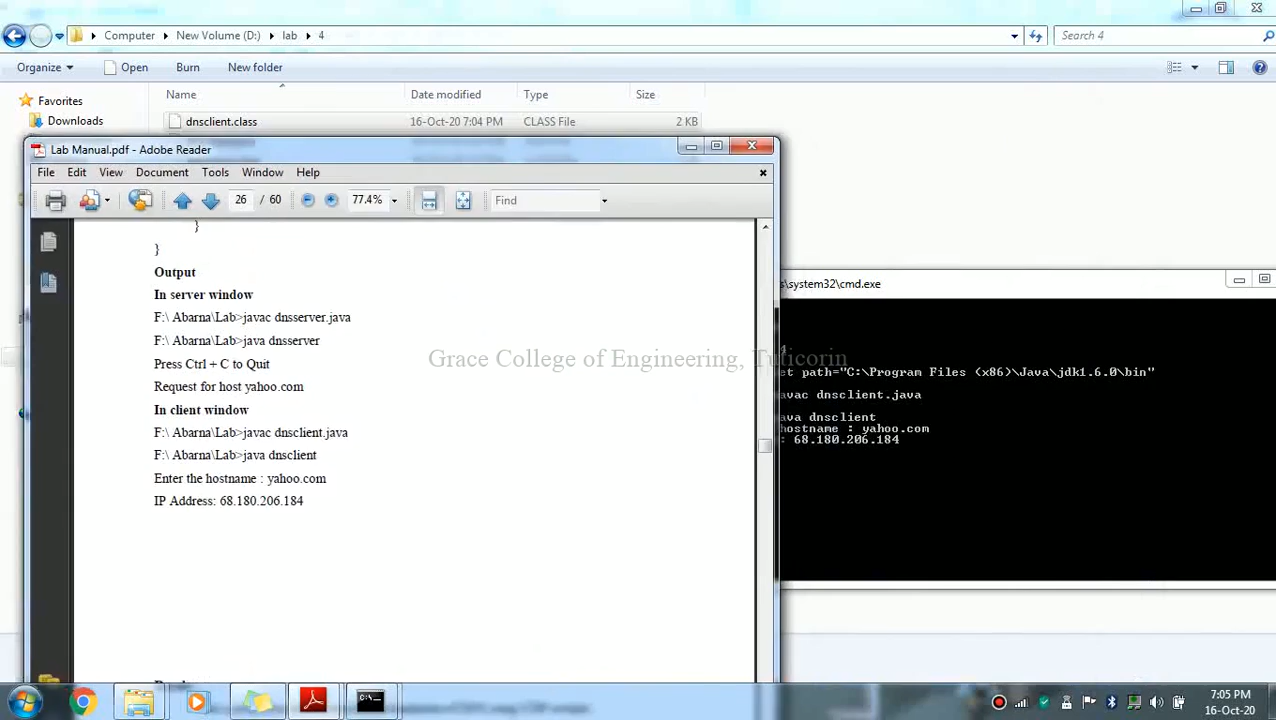 Computer New Volume (D:) lab 4
Search 4
Organize Open Burn New folder
Favorites
Downloads
Name Date modified Type Size
dnsclient.class 16-Oct-20 7:04 PM CLASS File 2 KB
Lab Manual.pdf - Adobe Reader
File Edit View Document Tools Window Help
26 / 60 77.4% Find
}
}
Output
In server window
F:\ Abarna\Lab>javac dnsserver.java
F:\ Abarna\Lab>java dnsserver
Press Ctrl + C to Quit
Request for host yahoo.com
In client window
F:\ Abarna\Lab>javac dnsclient.java
F:\ Abarna\Lab>java dnsclient
Enter the hostname : yahoo.com
IP Address: 68.180.206.184
Grace College of Engineering, Tuticorin
s\system32\cmd.exe
et path="C:\Program Files (x86)\Java\jdk1.6.0\bin"
avac dnsclient.java
ava dnsclient
hostname : yahoo.com
: 68.180.206.184
7:05 PM
16-Oct-20